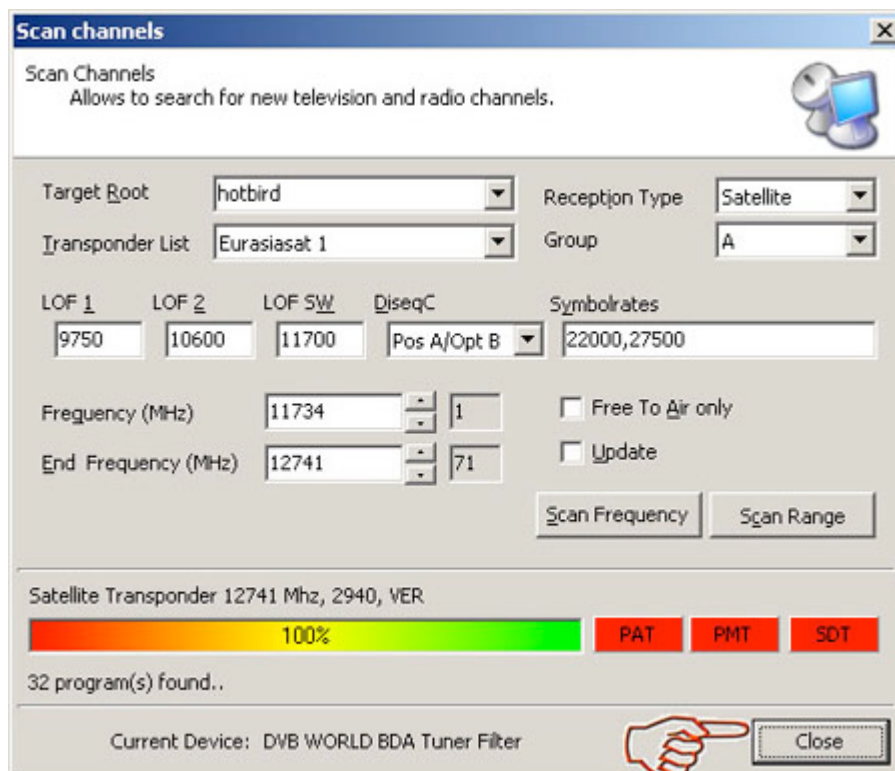 Scan channels
Scan Channels
Allows to search for new television and radio channels.
Target Root hotbird Reception Type Satellite
Transponder List Eurasiasat 1 Group A
LOF 1 LOF 2 LOF SW DiseqC Symbolrates
9750 10600 11700 Pos A/Opt B 22000,27500
Frequency (MHz) 11734 1 Free To Air only
End Frequency (MHz) 12741 71 Update
Scan Frequency Scan Range
Satellite Transponder 12741 Mhz, 2940, VER
100% PAT PMT SDT
32 program(s) found..
Current Device: DVB WORLD BDA Tuner Filter Close